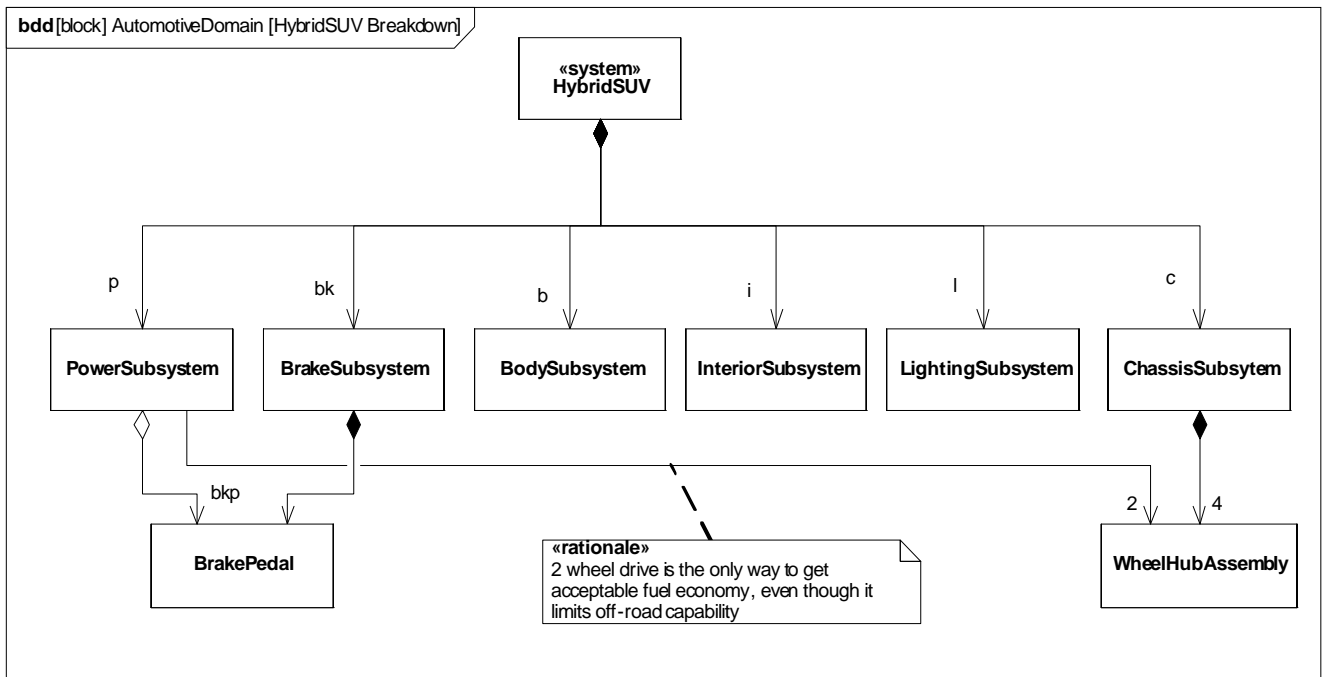 bdd [block] AutomotiveDomain [HybridSUV Breakdown]
«system»
HybridSUV
p
bk
b
i
l
c
PowerSubsystem
BrakeSubsystem
BodySubsystem
InteriorSubsystem
LightingSubsystem
ChassisSubsytem
bkp
2
4
BrakePedal
«rationale»
2 wheel drive is the only way to get
acceptable fuel economy, even though it
limits off-road capability
WheelHubAssembly